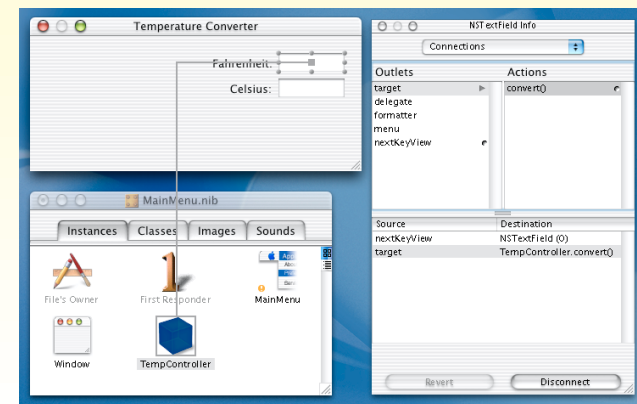 Temperature Converter
Fahrenheit:
Celsius:
MainMenu.nib
Instances Classes Images Sounds
File's Owner First Responder MainMenu
Window TempController
NSTextField Info
Connections
Outlets Actions
target convert()
delegate
formatter
menu
nextKeyView
Source Destination
nextKeyView NSTextField (0)
target TempController.convert()
Revert Disconnect